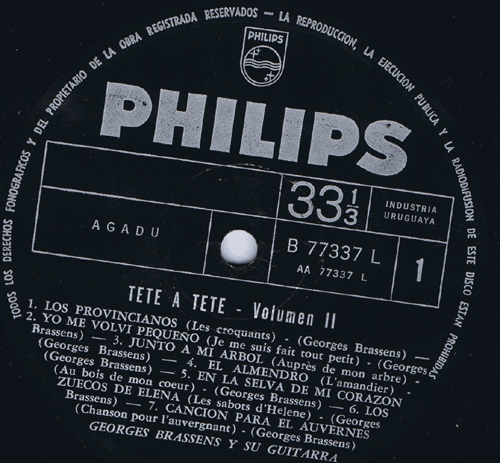 TODOS LOS DERECHOS FONOGRAFICOS Y DEL PROPIETARIO DE LA OBRA REGISTRADA RESERVADOS — LA REPRODUCCION, LA EJECUCION PUBLICA Y LA RADIODIFUSION DE ESTE DISCO ESTAN PROHIBIDAS
PHILIPS
PHILIPS
33 1/3
INDUSTRIA
URUGUAYA
AGADU
B 77337 L
AA 77337 L
1
TETE A TETE - Volumen II
1. LOS PROVINCIANOS (Les croquants) - (Georges Brassens) —
2. YO ME VOLVI PEQUEÑO (Je me suis fait tout petit) - (Georges
Brassens) — 3. JUNTO A MI ARBOL (Auprès de mon arbre) -
(Georges Brassens) — 4. EL ALMENDRO (L'amandier) -
(Georges Brassens) — 5. EN LA SELVA DE MI CORAZON
(Au bois de mon coeur) - (Georges Brassens) — 6. LOS
ZUECOS DE ELENA (Les sabots d'Helene) - (Georges
Brassens) — 7. CANCION PARA EL AUVERNES
(Chanson pour l'auvergnant) - (Georges Brassens)
GEORGES BRASSENS Y SU GUITARRA